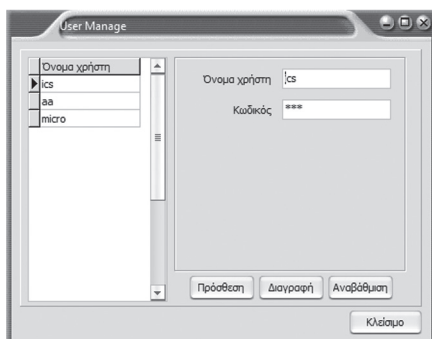 User Manage
Όνομα χρήστη
ics
aa
micro
Όνομα χρήστη ics
Κωδικός ***
Πρόσθεση Διαγραφή Αναβάθμιση
Κλείσιμο